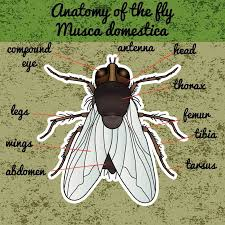 Anatomy of the fly
Musca domestica
compound
eye
antenna
head
thorax
legs
femur
tibia
wings
abdomen
tarsus